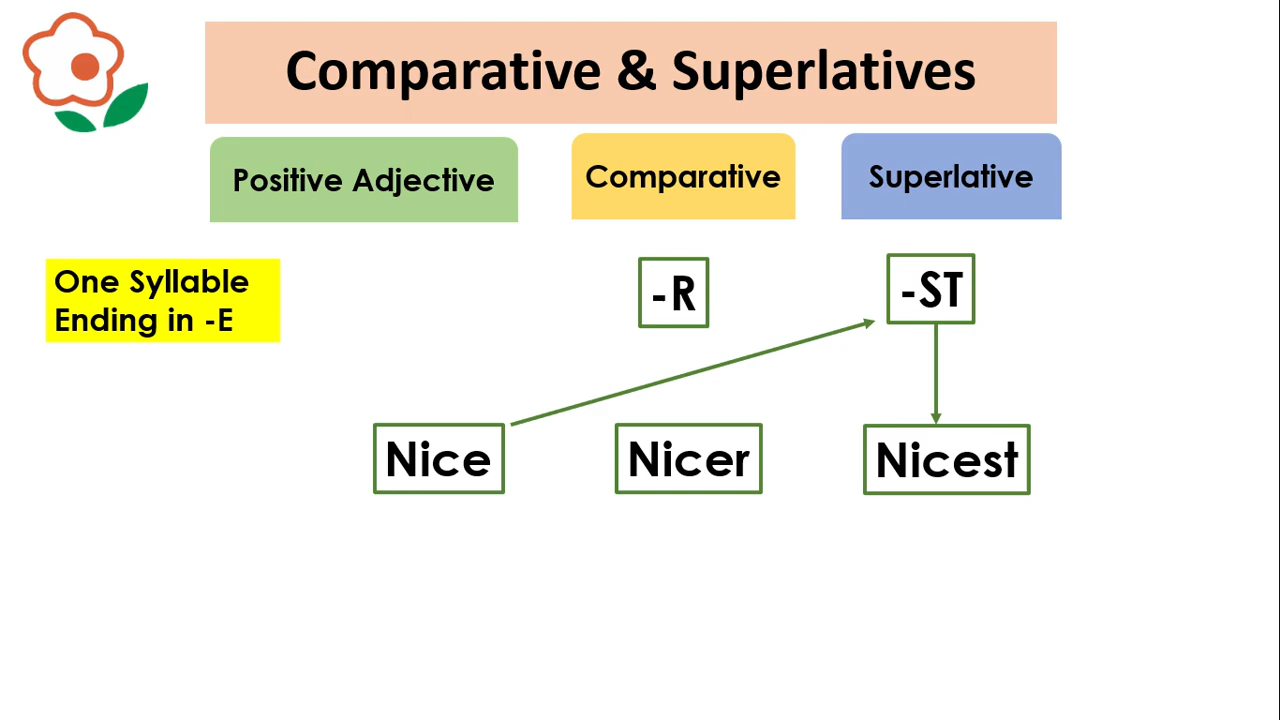 Comparative & Superlatives
Positive Adjective
Comparative
Superlative
One Syllable
Ending in -E
-R
-ST
Nice
Nicer
Nicest